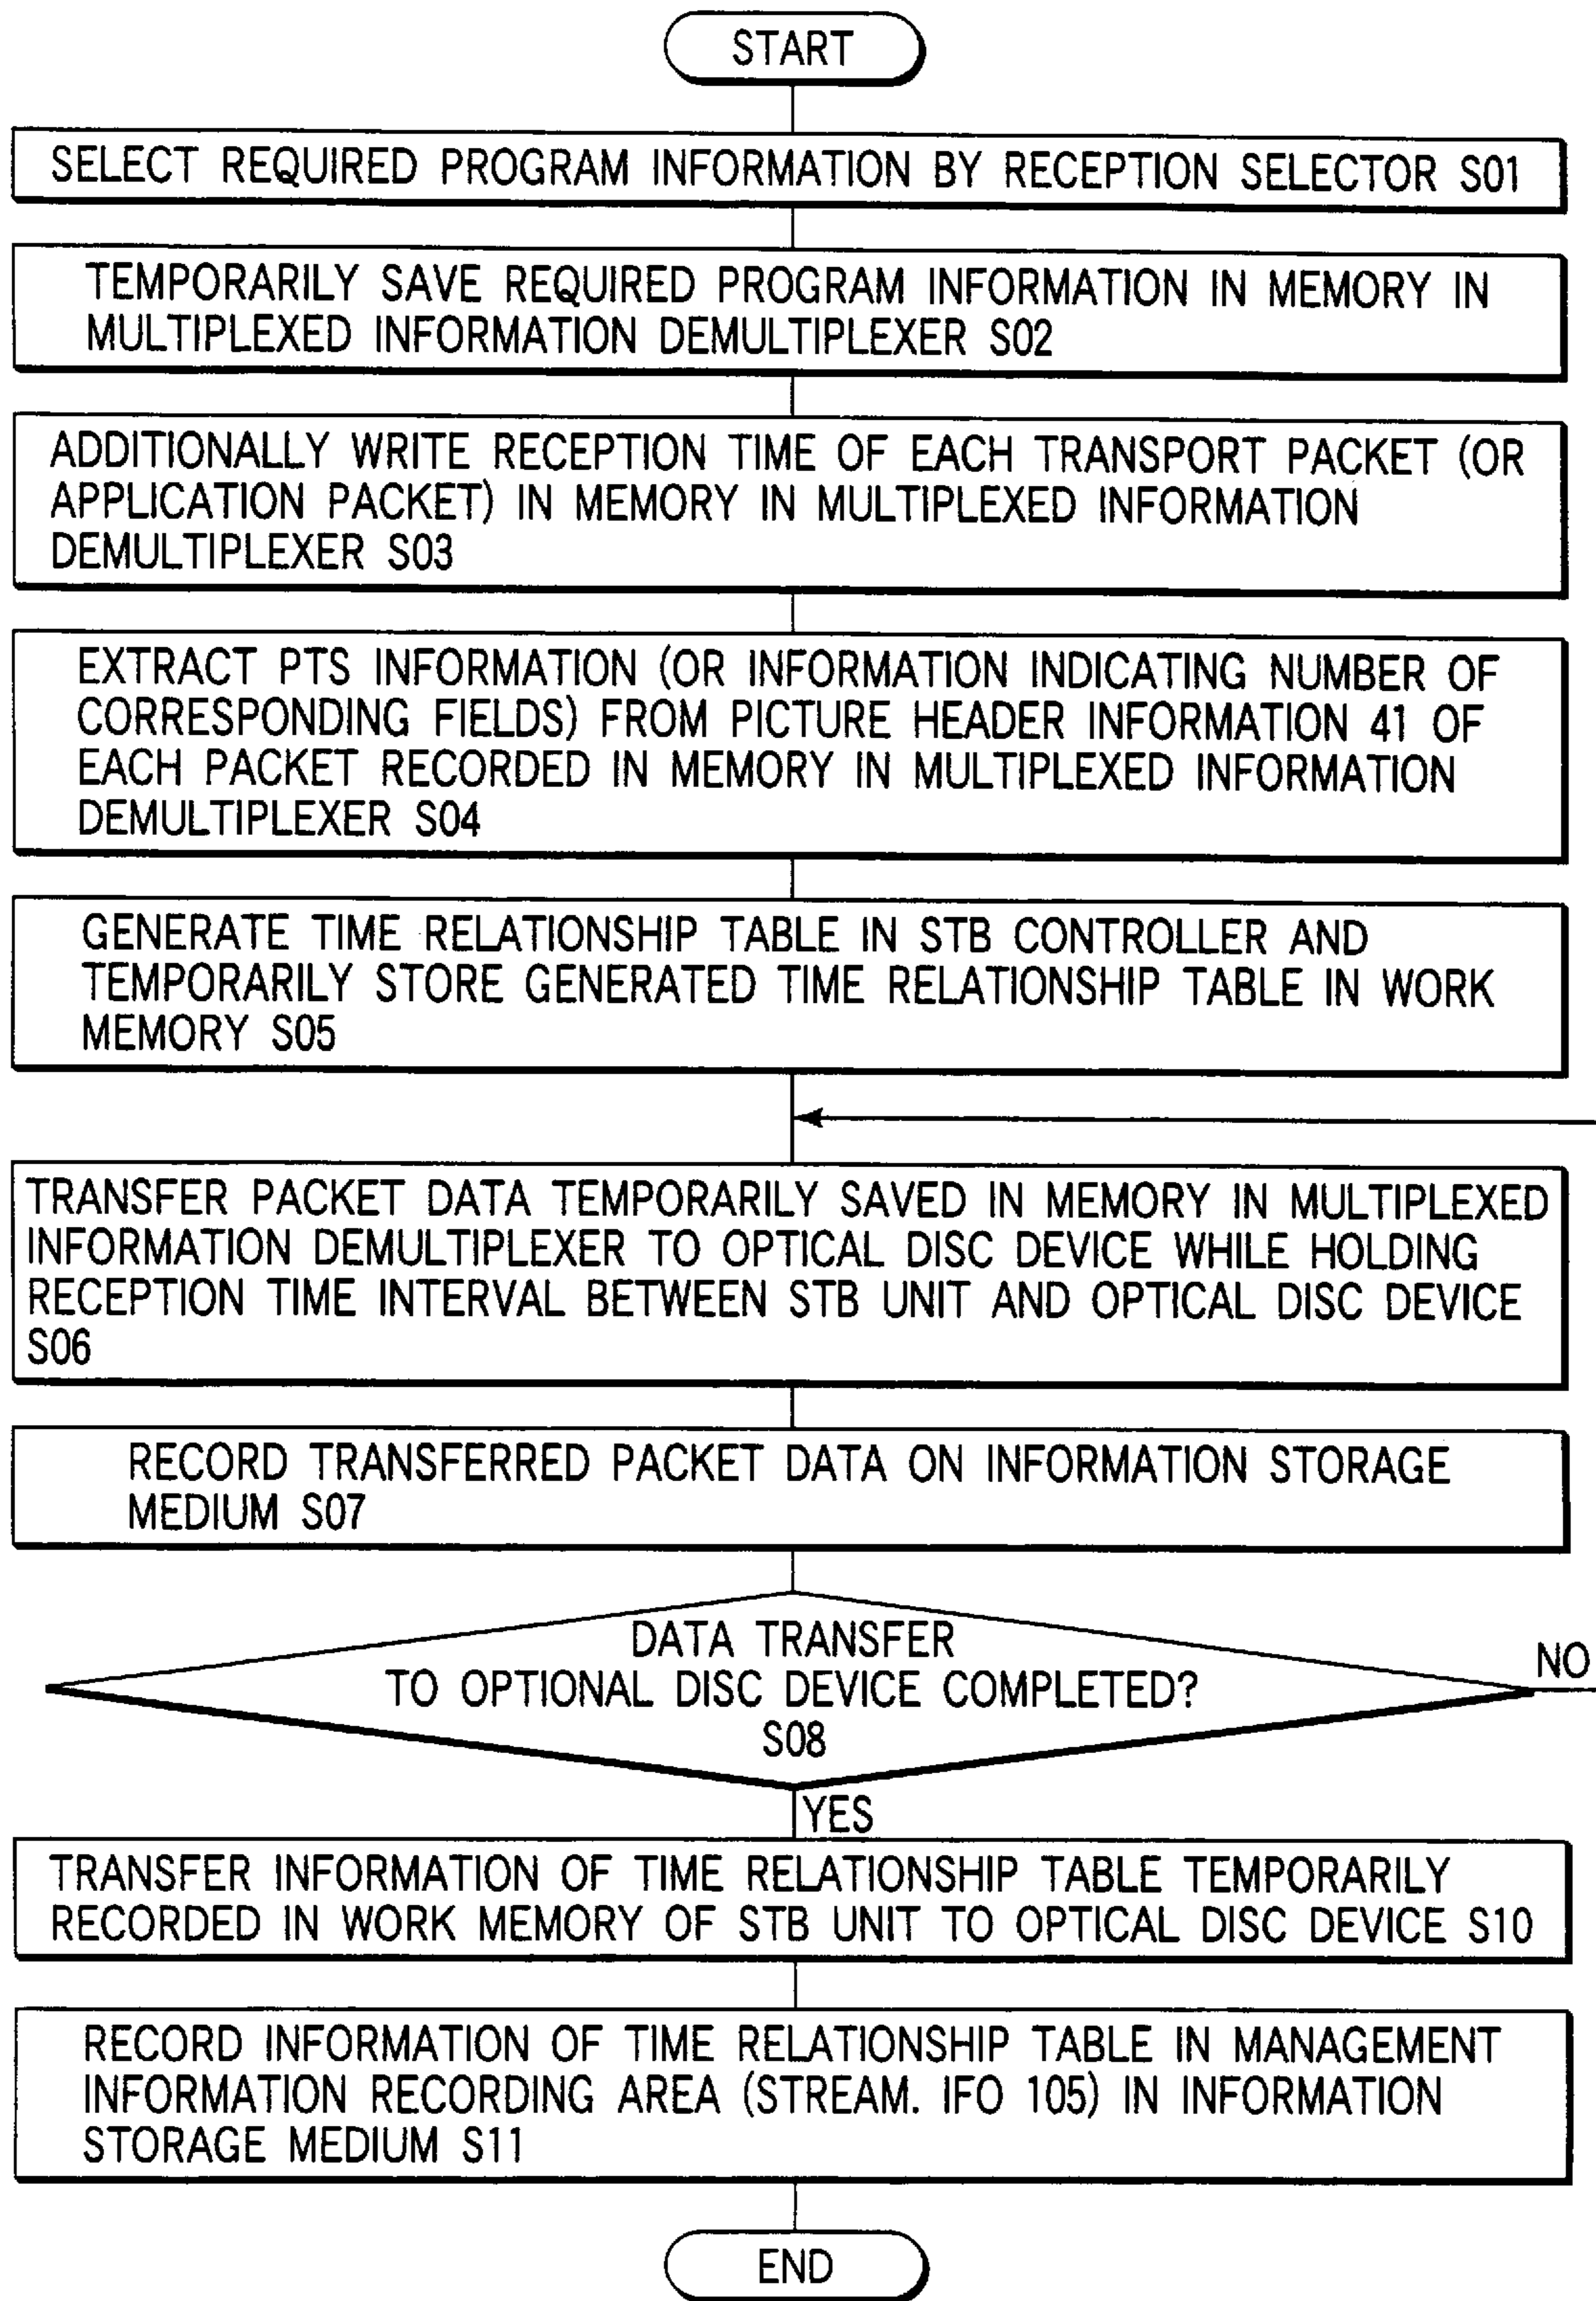 START
SELECT REQUIRED PROGRAM INFORMATION BY RECEPTION SELECTOR S01
TEMPORARILY SAVE REQUIRED PROGRAM INFORMATION IN MEMORY IN
MULTIPLEXED INFORMATION DEMULTIPLEXER S02
ADDITIONALLY WRITE RECEPTION TIME OF EACH TRANSPORT PACKET (OR
APPLICATION PACKET) IN MEMORY IN MULTIPLEXED INFORMATION
DEMULTIPLEXER S03
EXTRACT PTS INFORMATION (OR INFORMATION INDICATING NUMBER OF
CORRESPONDING FIELDS) FROM PICTURE HEADER INFORMATION 41 OF
EACH PACKET RECORDED IN MEMORY IN MULTIPLEXED INFORMATION
DEMULTIPLEXER S04
GENERATE TIME RELATIONSHIP TABLE IN STB CONTROLLER AND
TEMPORARILY STORE GENERATED TIME RELATIONSHIP TABLE IN WORK
MEMORY S05
TRANSFER PACKET DATA TEMPORARILY SAVED IN MEMORY IN MULTIPLEXED
INFORMATION DEMULTIPLEXER TO OPTICAL DISC DEVICE WHILE HOLDING
RECEPTION TIME INTERVAL BETWEEN STB UNIT AND OPTICAL DISC DEVICE
S06
RECORD TRANSFERRED PACKET DATA ON INFORMATION STORAGE
MEDIUM S07
DATA TRANSFER
TO OPTIONAL DISC DEVICE COMPLETED?
S08
NO
YES
TRANSFER INFORMATION OF TIME RELATIONSHIP TABLE TEMPORARILY
RECORDED IN WORK MEMORY OF STB UNIT TO OPTICAL DISC DEVICE S10
RECORD INFORMATION OF TIME RELATIONSHIP TABLE IN MANAGEMENT
INFORMATION RECORDING AREA (STREAM. IFO 105) IN INFORMATION
STORAGE MEDIUM S11
END